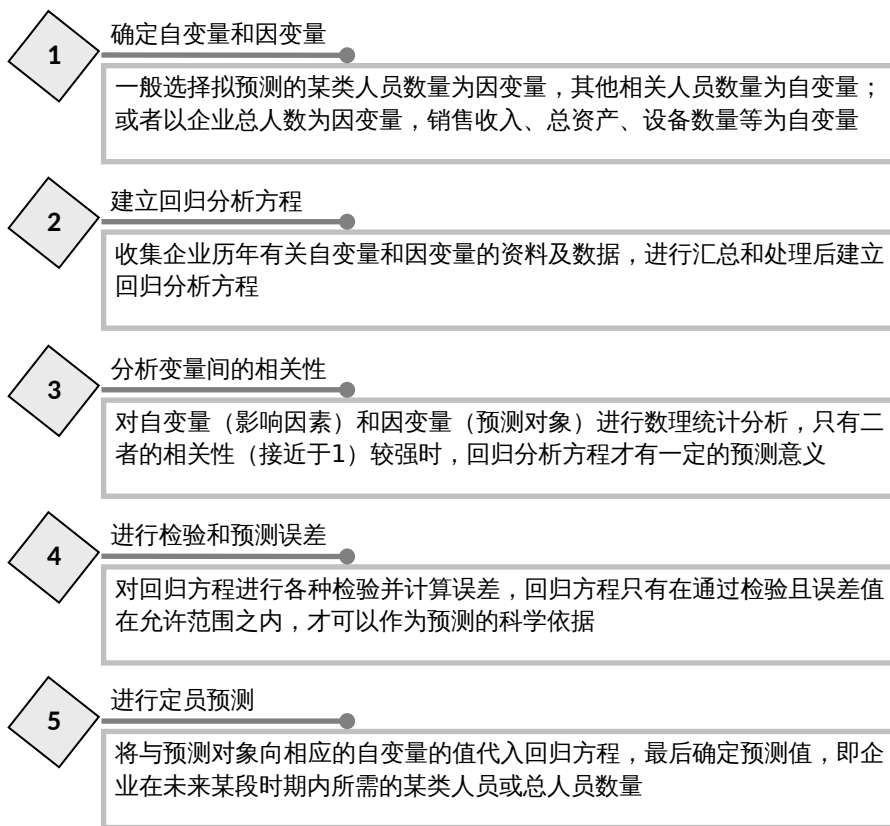 1
确定自变量和因变量
一般选择拟预测的某类人员数量为因变量，其他相关人员数量为自变量；
或者以企业总人数为因变量，销售收入、总资产、设备数量等为自变量
2
建立回归分析方程
收集企业历年有关自变量和因变量的资料及数据，进行汇总和处理后建立
回归分析方程
3
分析变量间的相关性
对自变量（影响因素）和因变量（预测对象）进行数理统计分析，只有二
者的相关性（接近于1）较强时，回归分析方程才有一定的预测意义
4
进行检验和预测误差
对回归方程进行各种检验并计算误差，回归方程只有在通过检验且误差值
在允许范围之内，才可以作为预测的科学依据
5
进行定员预测
将与预测对象向相应的自变量的值代入回归方程，最后确定预测值，即企
业在未来某段时期内所需的某类人员或总人员数量